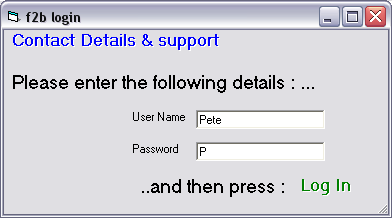 f2b login
Contact Details & support
Please enter the following details : ...
User Name Pete
Password P
..and then press : Log In